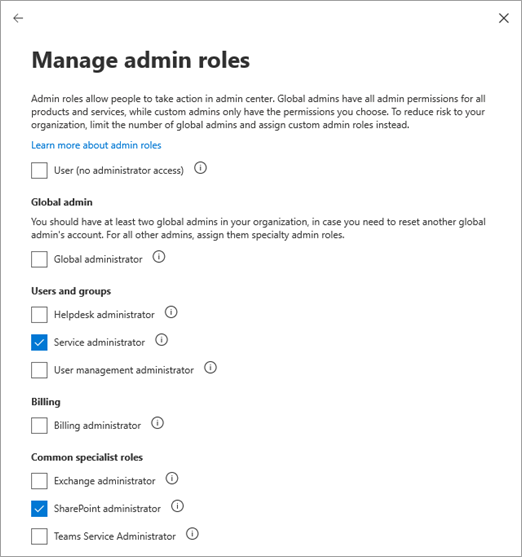 Manage admin roles
Admin roles allow people to take action in admin center. Global admins have all admin permissions for all
products and services, while custom admins only have the permissions you choose. To reduce risk to your
organization, limit the number of global admins and assign custom admin roles instead.
Learn more about admin roles
User (no administrator access)
Global admin
You should have at least two global admins in your organization, in case you need to reset another global
admin's account. For all other admins, assign them specialty admin roles.
Global administrator
Users and groups
Helpdesk administrator
Service administrator
User management administrator
Billing
Billing administrator
Common specialist roles
Exchange administrator
SharePoint administrator
Teams Service Administrator